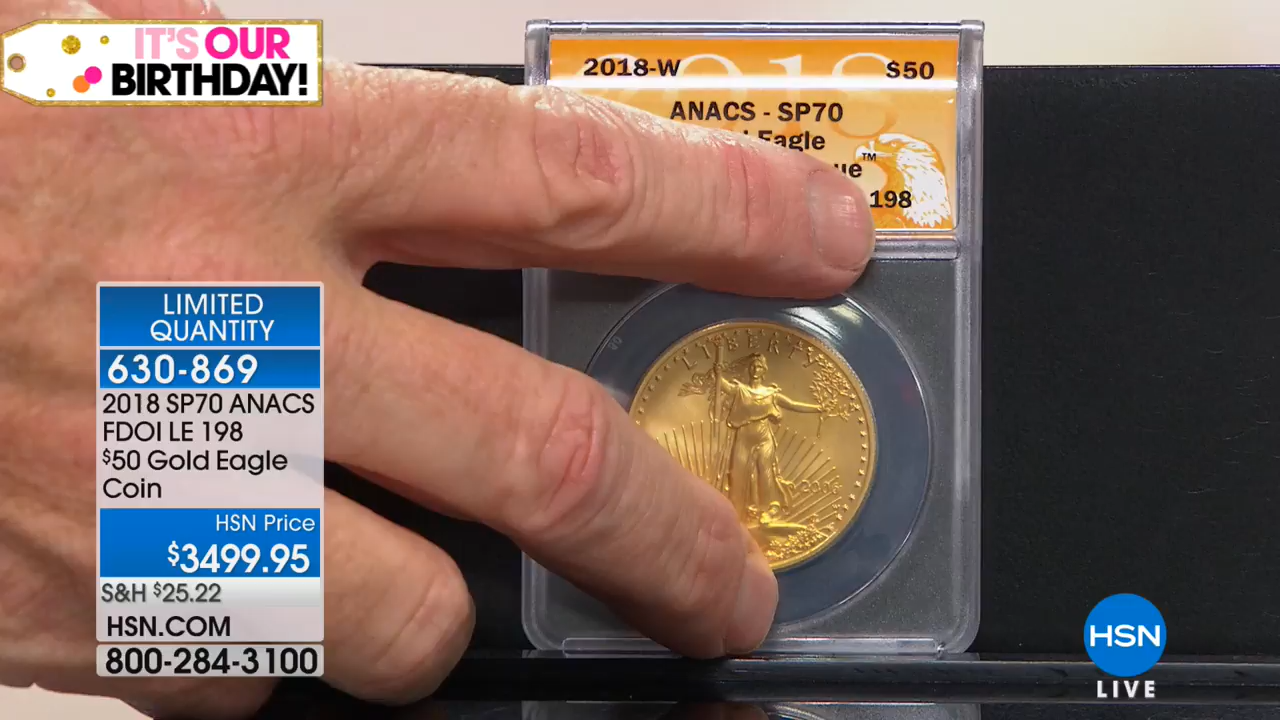 IT'S OUR
BIRTHDAY!
2018-W $50
ANACS - SP70
Eagle
™
198
LIMITED
QUANTITY
630-869
2018 SP70 ANACS
FDOI LE 198
$50 Gold Eagle
Coin
HSN Price
$3499.95
S&H $25.22
HSN.COM
800-284-3100
LIBERTY
HSN
LIVE